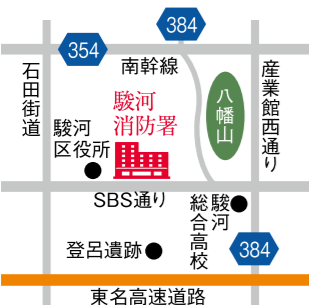 384
354
南幹線
石田街道
産業館西通り
八幡山
駿河
消防署
駿河
区役所
SBS通り
駿河
総合高校
登呂遺跡
384
東名高速道路